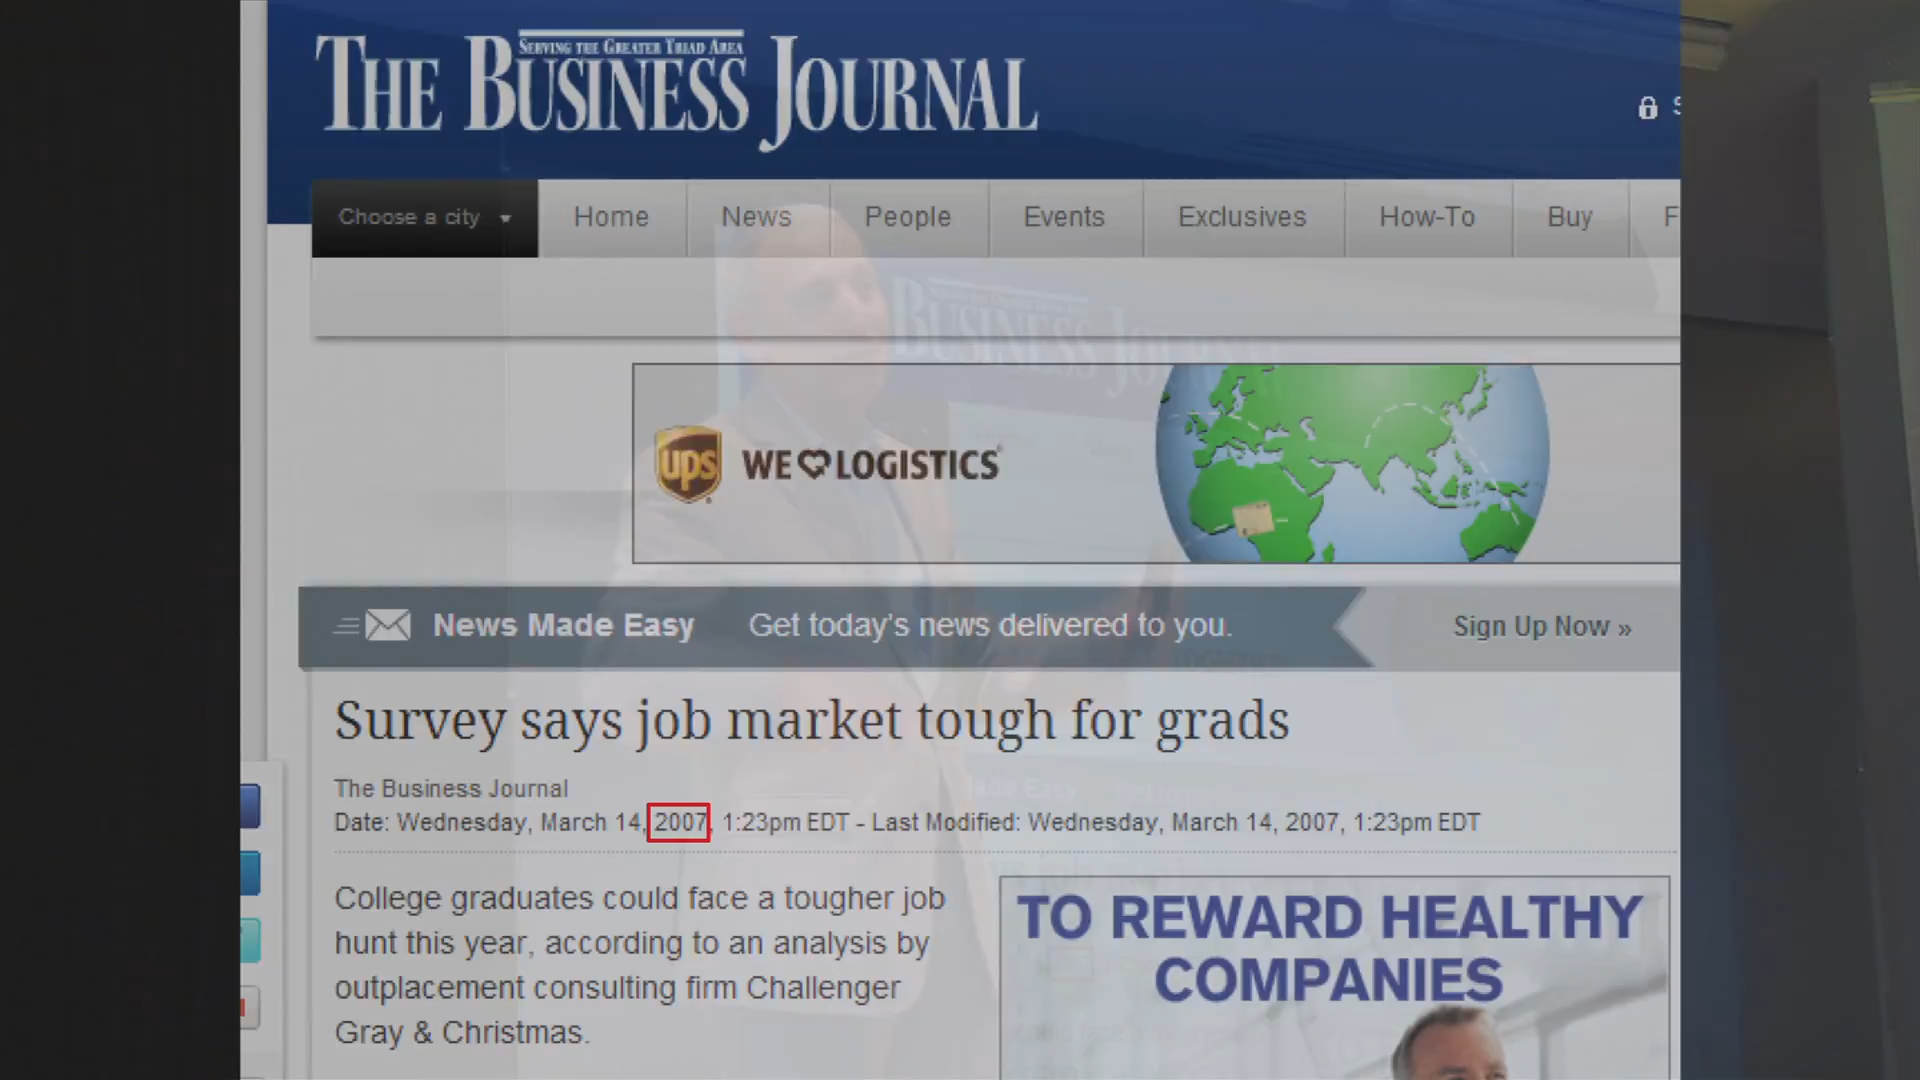 SERVING THE GREATER TRIAD AREA
THE BUSINESS JOURNAL
Choose a city
Home
News
People
Events
Exclusives
How-To
Buy
ups
WE LOGISTICS
News Made Easy
Get today's news delivered to you.
Sign Up Now »
Survey says job market tough for grads
The Business Journal
Date: Wednesday, March 14, 2007, 1:23pm EDT - Last Modified: Wednesday, March 14, 2007, 1:23pm EDT
College graduates could face a tougher job
hunt this year, according to an analysis by
outplacement consulting firm Challenger
Gray & Christmas.
TO REWARD HEALTHY
COMPANIES